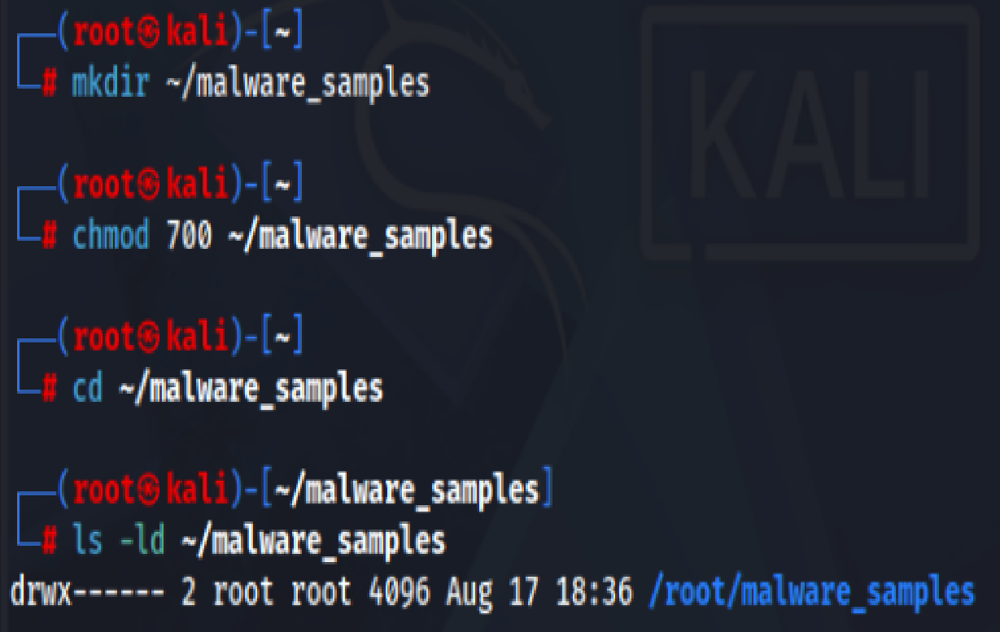 ┌──(root㉿kali)-[~]
└─# mkdir ~/malware_samples
┌──(root㉿kali)-[~]
└─# chmod 700 ~/malware_samples
┌──(root㉿kali)-[~]
└─# cd ~/malware_samples
┌──(root㉿kali)-[~/malware_samples]
└─# ls -ld ~/malware_samples
drwx------ 2 root root 4096 Aug 17 18:36 /root/malware_samples
KALI